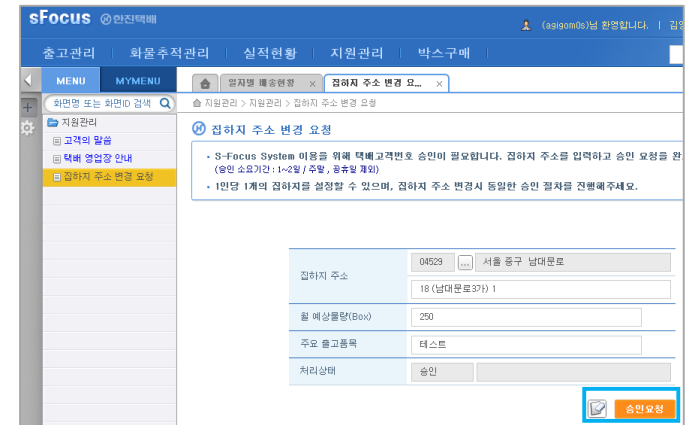 sFocus 한진택배
(agigom0s)님 환영합니다. | 김영
출고관리 | 화물추적관리 | 실적현황 | 지원관리 | 박스구매
MENU MYMENU
일자별 배송현황 x 집하지 주소 변경 요... x
화면명 또는 화면ID 검색
지원관리 > 지원관리 > 집하지 주소 변경 요청
지원관리
고객의 말씀
택배 영업장 안내
집하지 주소 변경 요청
집하지 주소 변경 요청
• S-Focus System 이용을 위해 택배고객번호 승인이 필요합니다. 집하지 주소를 입력하고 승인 요청을 완
(승인 소요기간 : 1~2일 / 주말, 공휴일 제외)
• 1인당 1개의 집하지를 설정할 수 있으며, 집하지 주소 변경시 동일한 승인 절차를 진행해주세요.
집하지 주소
04529 ... 서울 중구 남대문로
18 (남대문로3가) 1
월 예상물량(Box) 250
주요 출고품목 테스트
처리상태 승인
승인요청